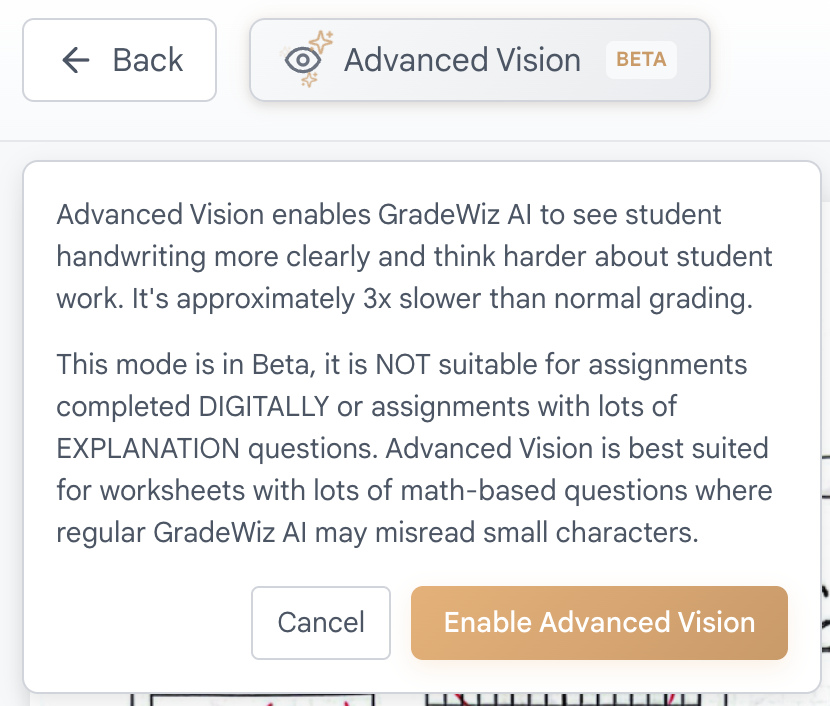 Back
Advanced Vision BETA
Advanced Vision enables GradeWiz AI to see student
handwriting more clearly and think harder about student
work. It's approximately 3x slower than normal grading.
This mode is in Beta, it is NOT suitable for assignments
completed DIGITALLY or assignments with lots of
EXPLANATION questions. Advanced Vision is best suited
for worksheets with lots of math-based questions where
regular GradeWiz AI may misread small characters.
Cancel
Enable Advanced Vision